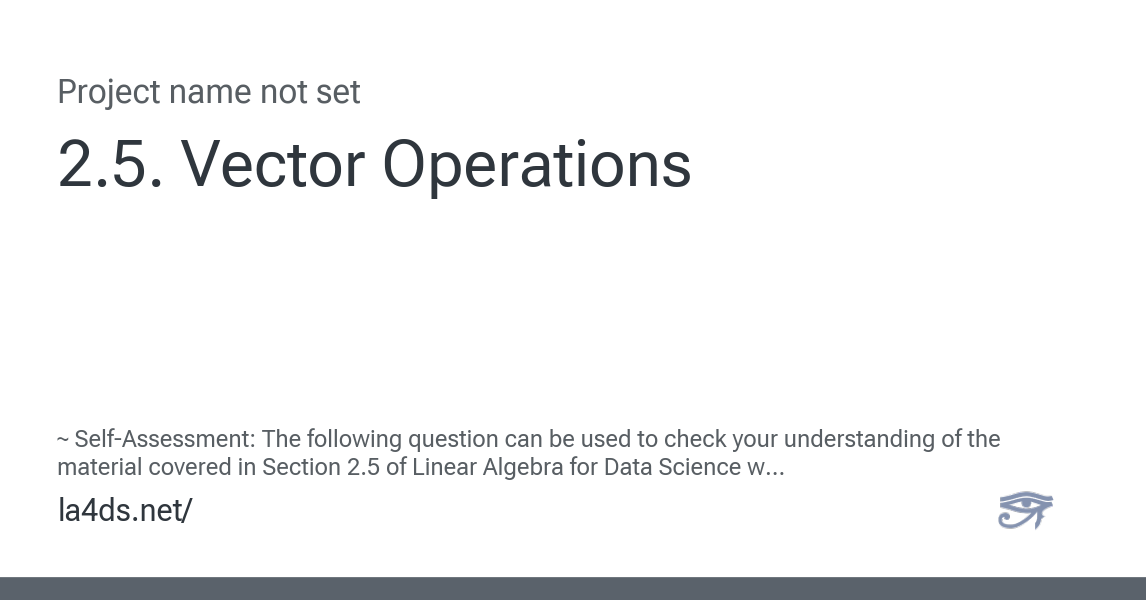 Project name not set
2.5. Vector Operations
~ Self-Assessment: The following question can be used to check your understanding of the
material covered in Section 2.5 of Linear Algebra for Data Science w...
la4ds.net/